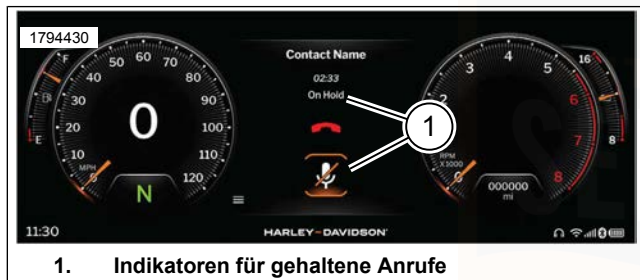 1794430
F
E
0
10
20
30
40
50
60
70
80
90
100
110
120
MPH
0
N
Contact Name
02:33
On Hold
1
2
3
4
5
6
7
8
RPM
X1000
000000
mi
16
8
11:30
HARLEY-DAVIDSON
1. Indikatoren für gehaltene Anrufe